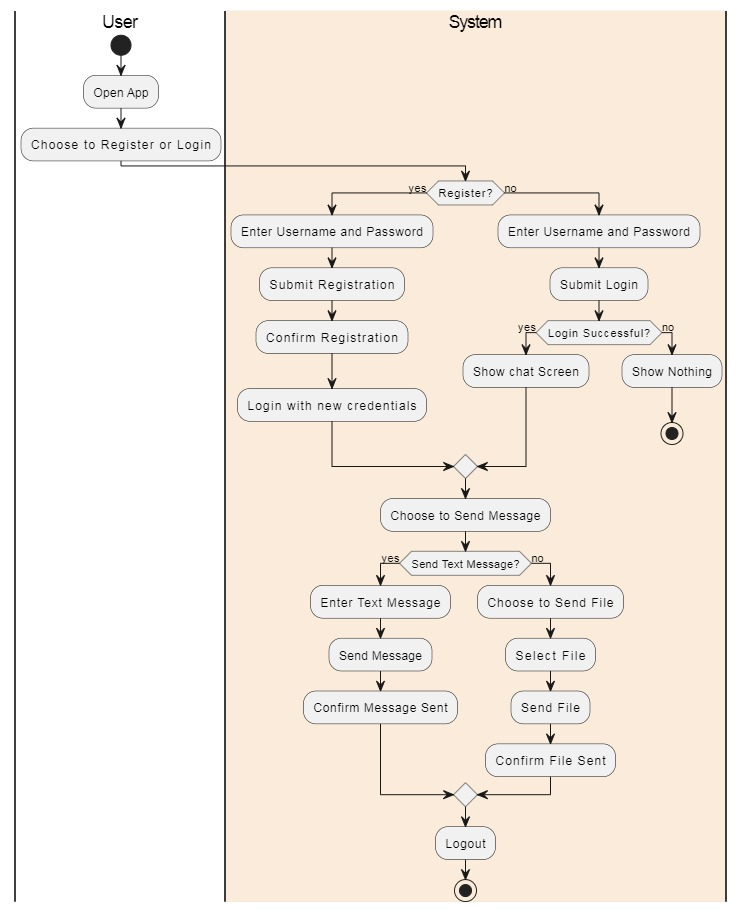 User
System
Open App
Choose to Register or Login
yes
Register?
no
Enter Username and Password
Enter Username and Password
Submit Registration
Submit Login
Confirm Registration
yes
Login Successful?
no
Show chat Screen
Show Nothing
Login with new credentials
Choose to Send Message
yes
Send Text Message?
no
Enter Text Message
Choose to Send File
Send Message
Select File
Confirm Message Sent
Send File
Confirm File Sent
Logout